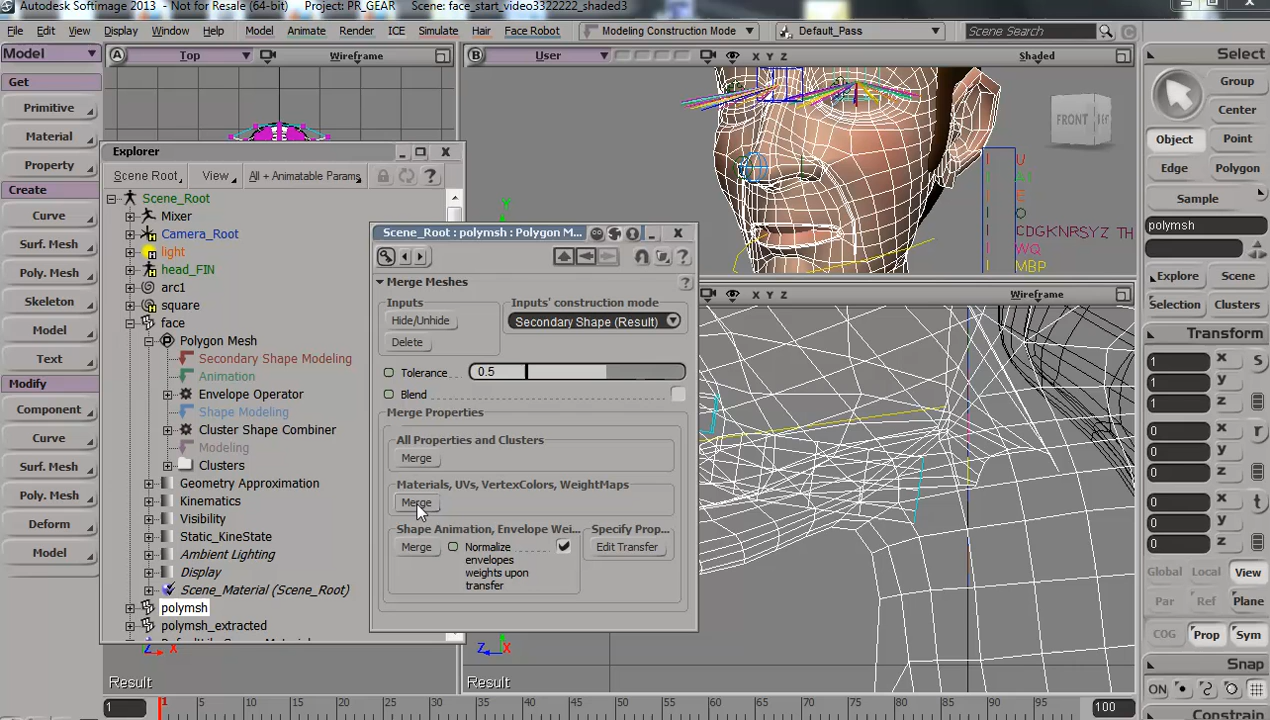 Autodesk Softimage 2013 - Not for Resale (64-bit) Project: PR_GEAR Scene: face_start_video3322222_shaded3
File Edit View Display Window Help Model Animate Render ICE Simulate Hair Face Robot Modeling Construction Mode Default_Pass Scene Search
Model
Get
Primitive
Material
Property
Create
Curve
Surf. Mesh
Poly. Mesh
Skeleton
Model
Text
Modify
Component
Curve
Surf. Mesh
Poly. Mesh
Deform
Model
A Top Wireframe
B User X Y Z Shaded
X Y Z Wireframe
FRONT
U
E
O
CDGKNRSYZ TH
WQ
MBP
Y
Z X
Z X
Result
Result
Explorer
Scene Root View All + Animatable Params ?
Scene_Root
Mixer
Camera_Root
light
head_FIN
arc1
square
face
Polygon Mesh
Secondary Shape Modeling
Animation
Envelope Operator
Shape Modeling
Cluster Shape Combiner
Modeling
Clusters
Geometry Approximation
Kinematics
Visibility
Static_KineState
Ambient Lighting
Display
Scene_Material (Scene_Root)
polymsh
polymsh_extracted
Scene_Root : polymsh : Polygon M...
Merge Meshes
Inputs
Hide/Unhide
Delete
Inputs' construction mode
Secondary Shape (Result)
Tolerance 0.5
Blend
Merge Properties
All Properties and Clusters
Merge
Materials, UVs, VertexColors, WeightMaps
Merge
Shape Animation, Envelope Wei...
Merge
Normalize envelopes weights upon transfer
Specify Prop...
Edit Transfer
Select
Group
Center
Object Point
Edge Polygon
Sample
polymsh
Explore Scene
Selection Clusters
Transform
1 x s
1 y
1 z
0 x r
0 y
0 z
0 x t
0 y
0 z
Global Local View
Par Ref Plane
COG Prop Sym
Snap
ON
Constrain
1 1 5 10 15 20 25 30 35 40 45 50 55 60 65 70 75 80 85 90 95 100